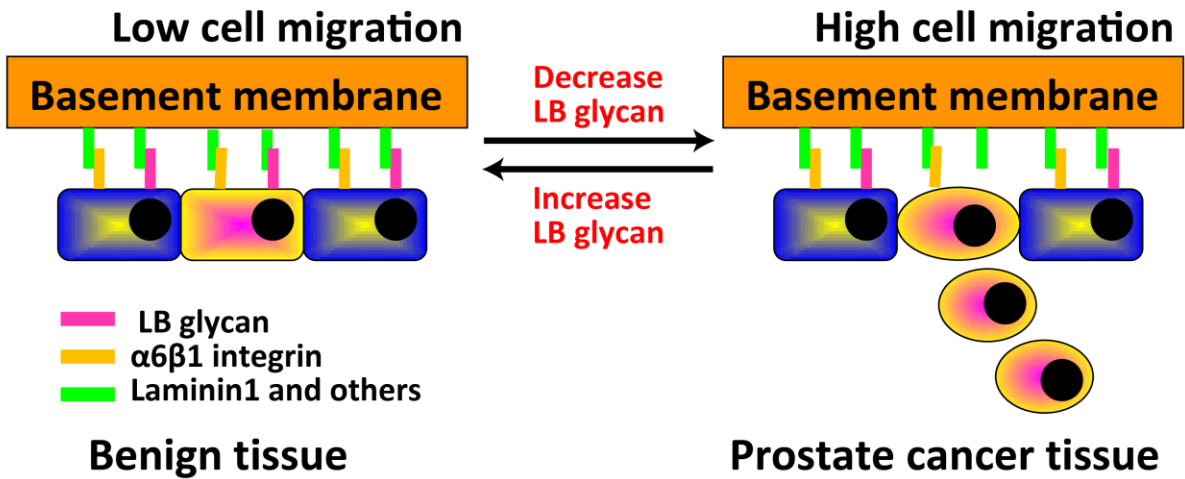 Low cell migration
High cell migration
Basement membrane
Decrease
LB glycan
Basement membrane
Increase
LB glycan
LB glycan
α6β1 integrin
Laminin1 and others
Benign tissue
Prostate cancer tissue